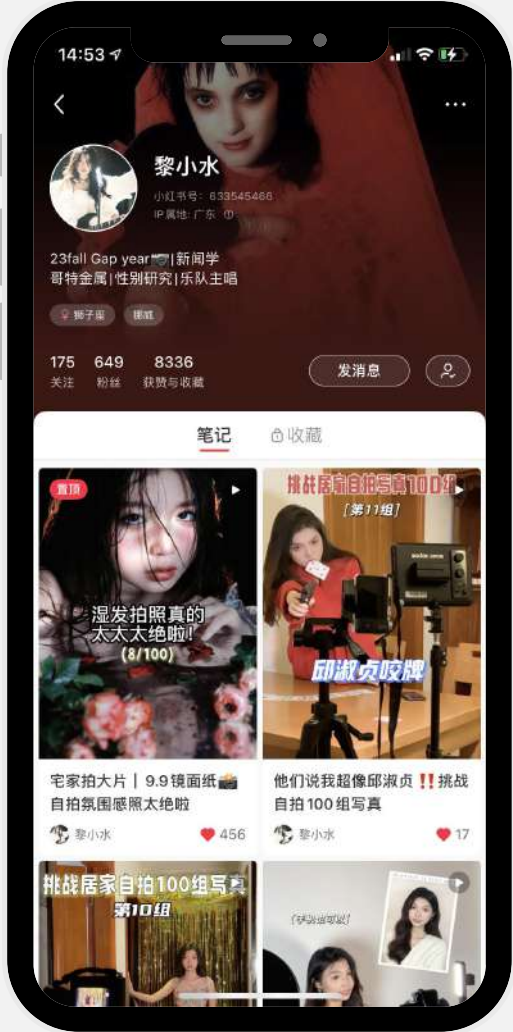 14:53
黎小水
小红书号：633545466
IP属地：广东
23fall Gap year|新闻学
哥特金属|性别研究|乐队主唱
狮子座
挪威
175 649 8336
关注 粉丝 获赞与收藏
发消息
笔记
收藏
置顶
湿发拍照真的
太太太绝啦！
(8/100)
挑战居家自拍写真100组
[第11组]
邱淑贞咬牌
宅家拍大片｜9.9镜面纸📸
自拍氛围感照太绝啦
黎小水
456
他们说我超像邱淑贞‼️挑战
自拍100组写真
黎小水
17
挑战居家自拍100组写真
第10组